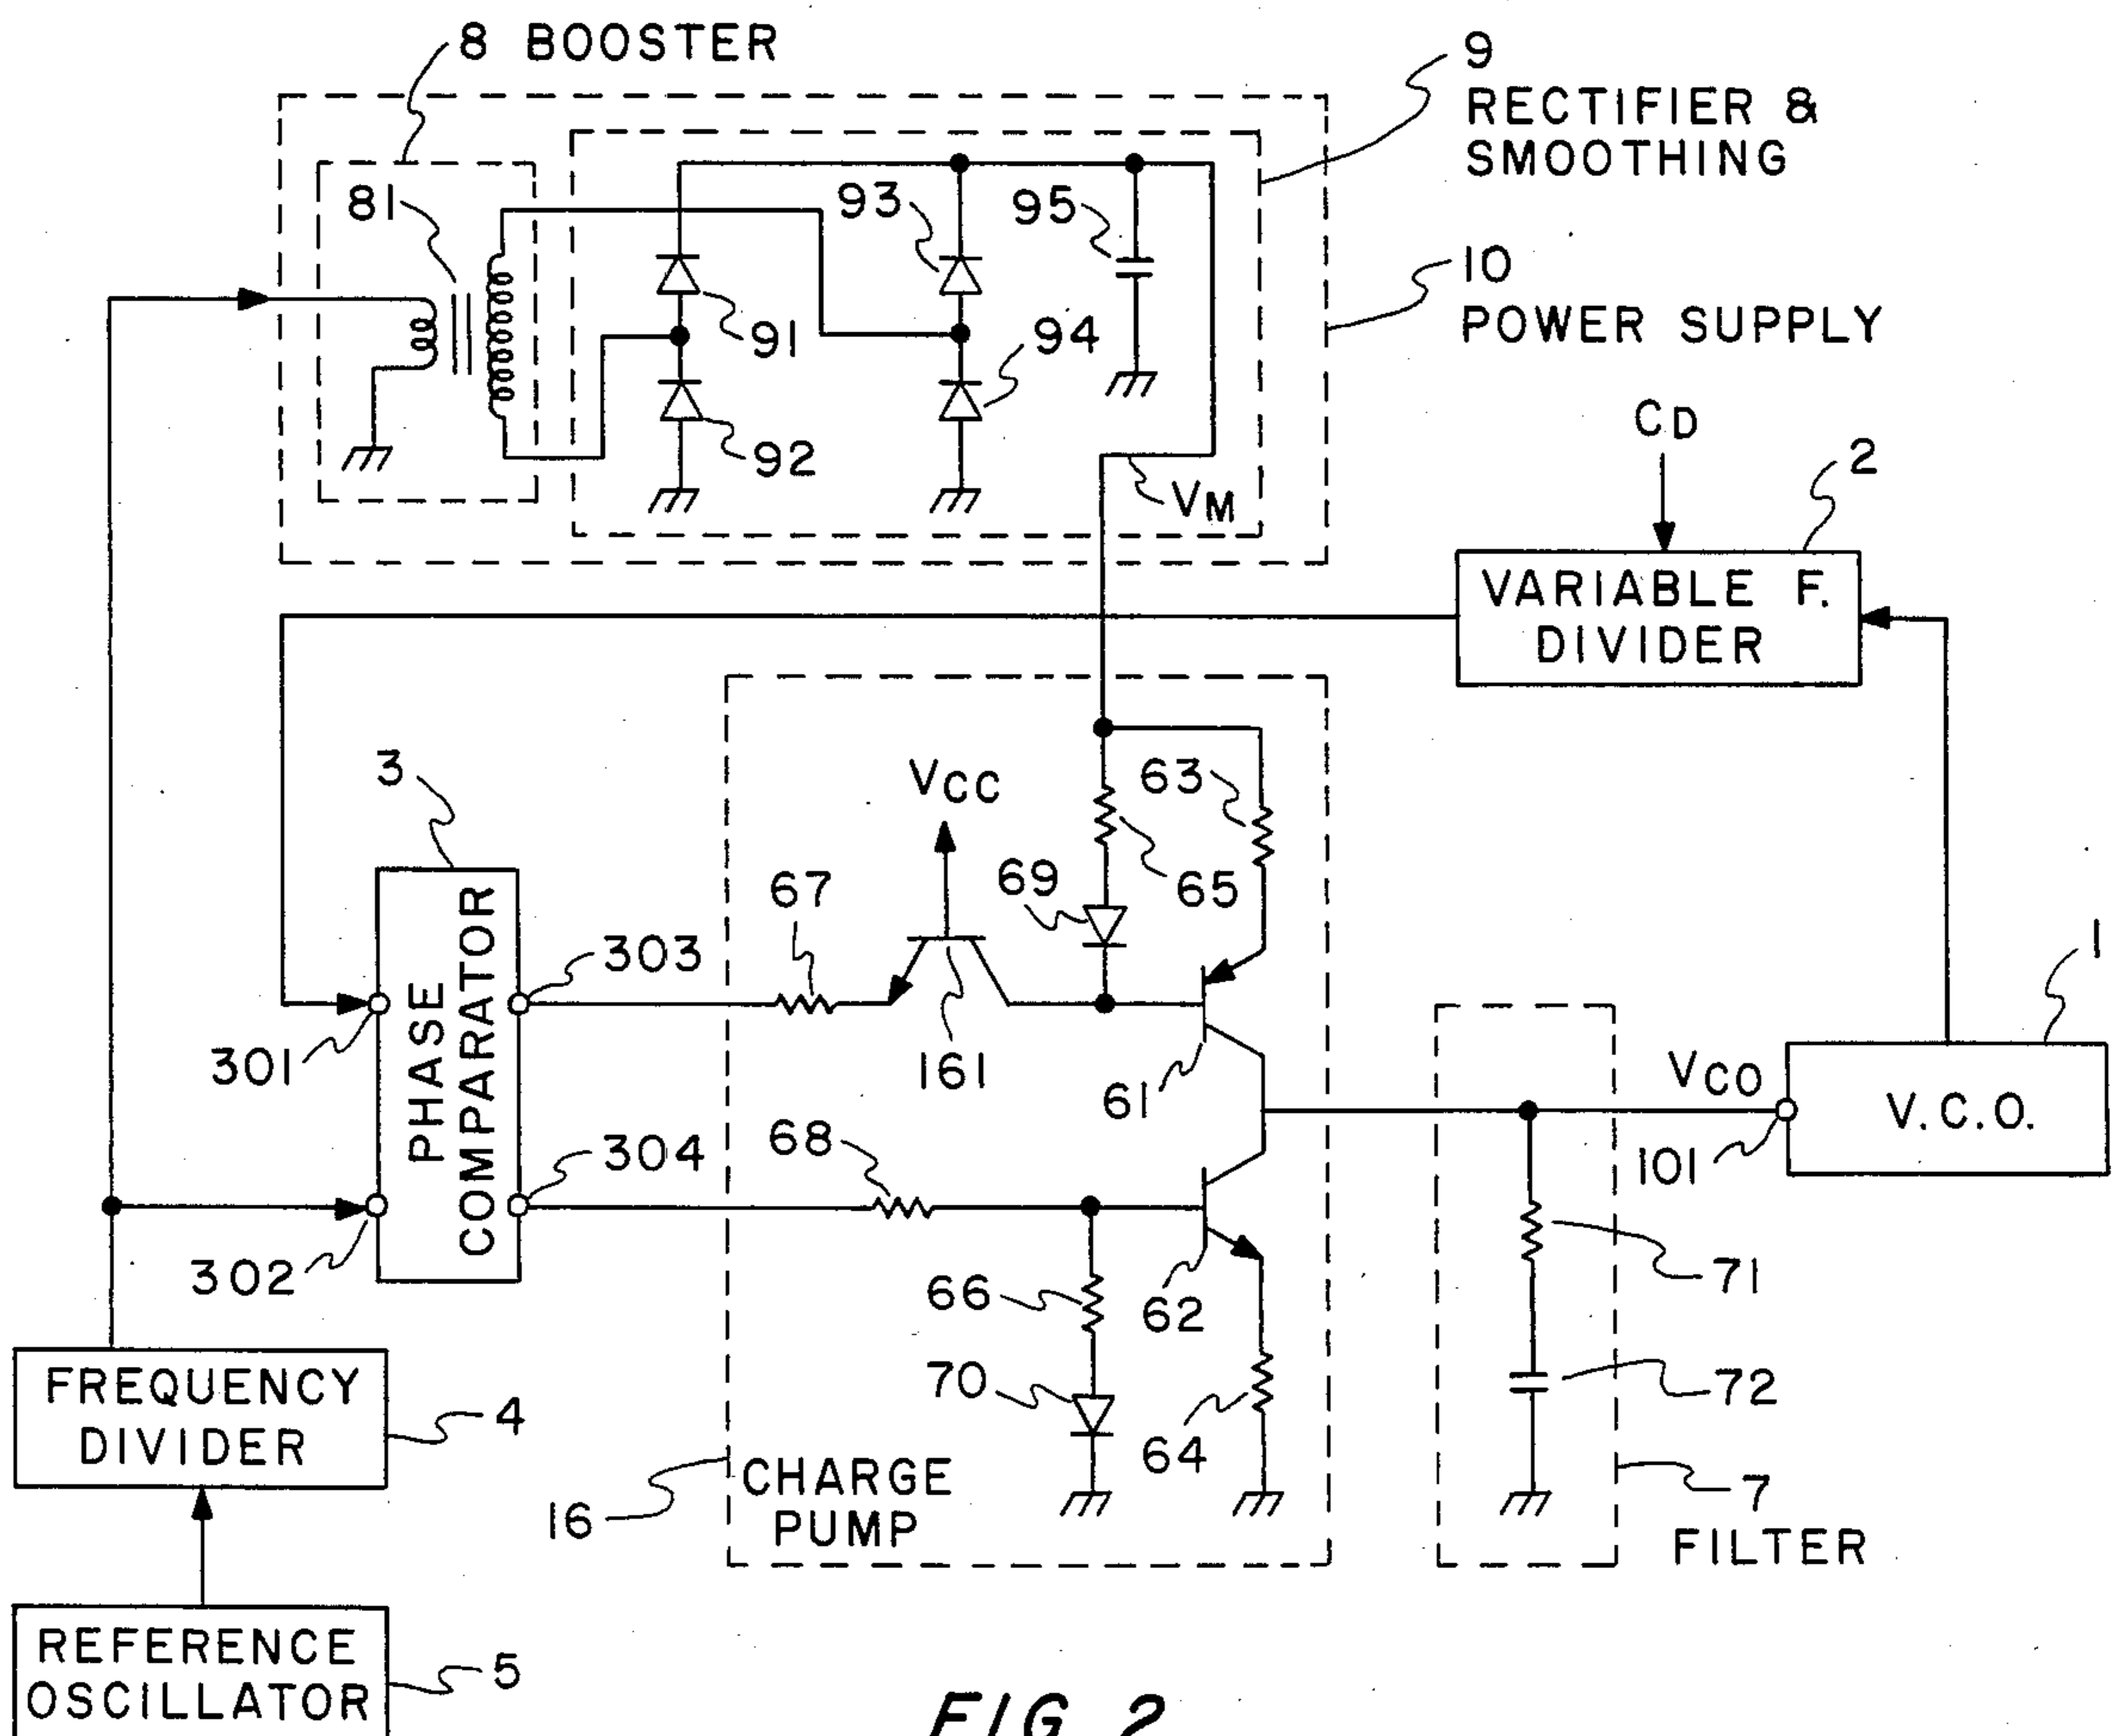 8 BOOSTER
9
RECTIFIER &
SMOOTHING
81
93
95
10
POWER SUPPLY
91
94
92
VM
CD
2
VARIABLE F.
DIVIDER
3
VCC
63
65
69
67
303
PHASE
COMPARATOR
301
161
61
1
VCO
V.C.O.
101
68
304
302
66
62
71
70
72
64
FREQUENCY
DIVIDER
4
CHARGE
PUMP
16
7
FILTER
REFERENCE
OSCILLATOR
5
FIG 2